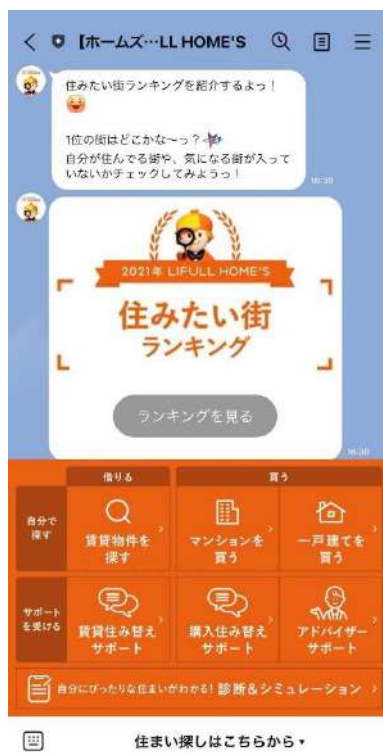 【ホームズ…LL HOME'S
住みたい街ランキングを紹介するよっ！
1位の街はどこかな〜っ？
自分が住んでる街や、気になる街が入って
いないかチェックしてみようっ！
16:30
2021年 LIFULL HOME'S
住みたい街
ランキング
ランキングを見る
16:30
借りる
買う
自分で
探す
賃貸物件を
探す
マンションを
買う
一戸建てを
買う
サポート
を受ける
賃貸住み替え
サポート
購入住み替え
サポート
アドバイザー
サポート
自分にぴったりな住まいがわかる! 診断&シミュレーション
住まい探しはこちらから▾